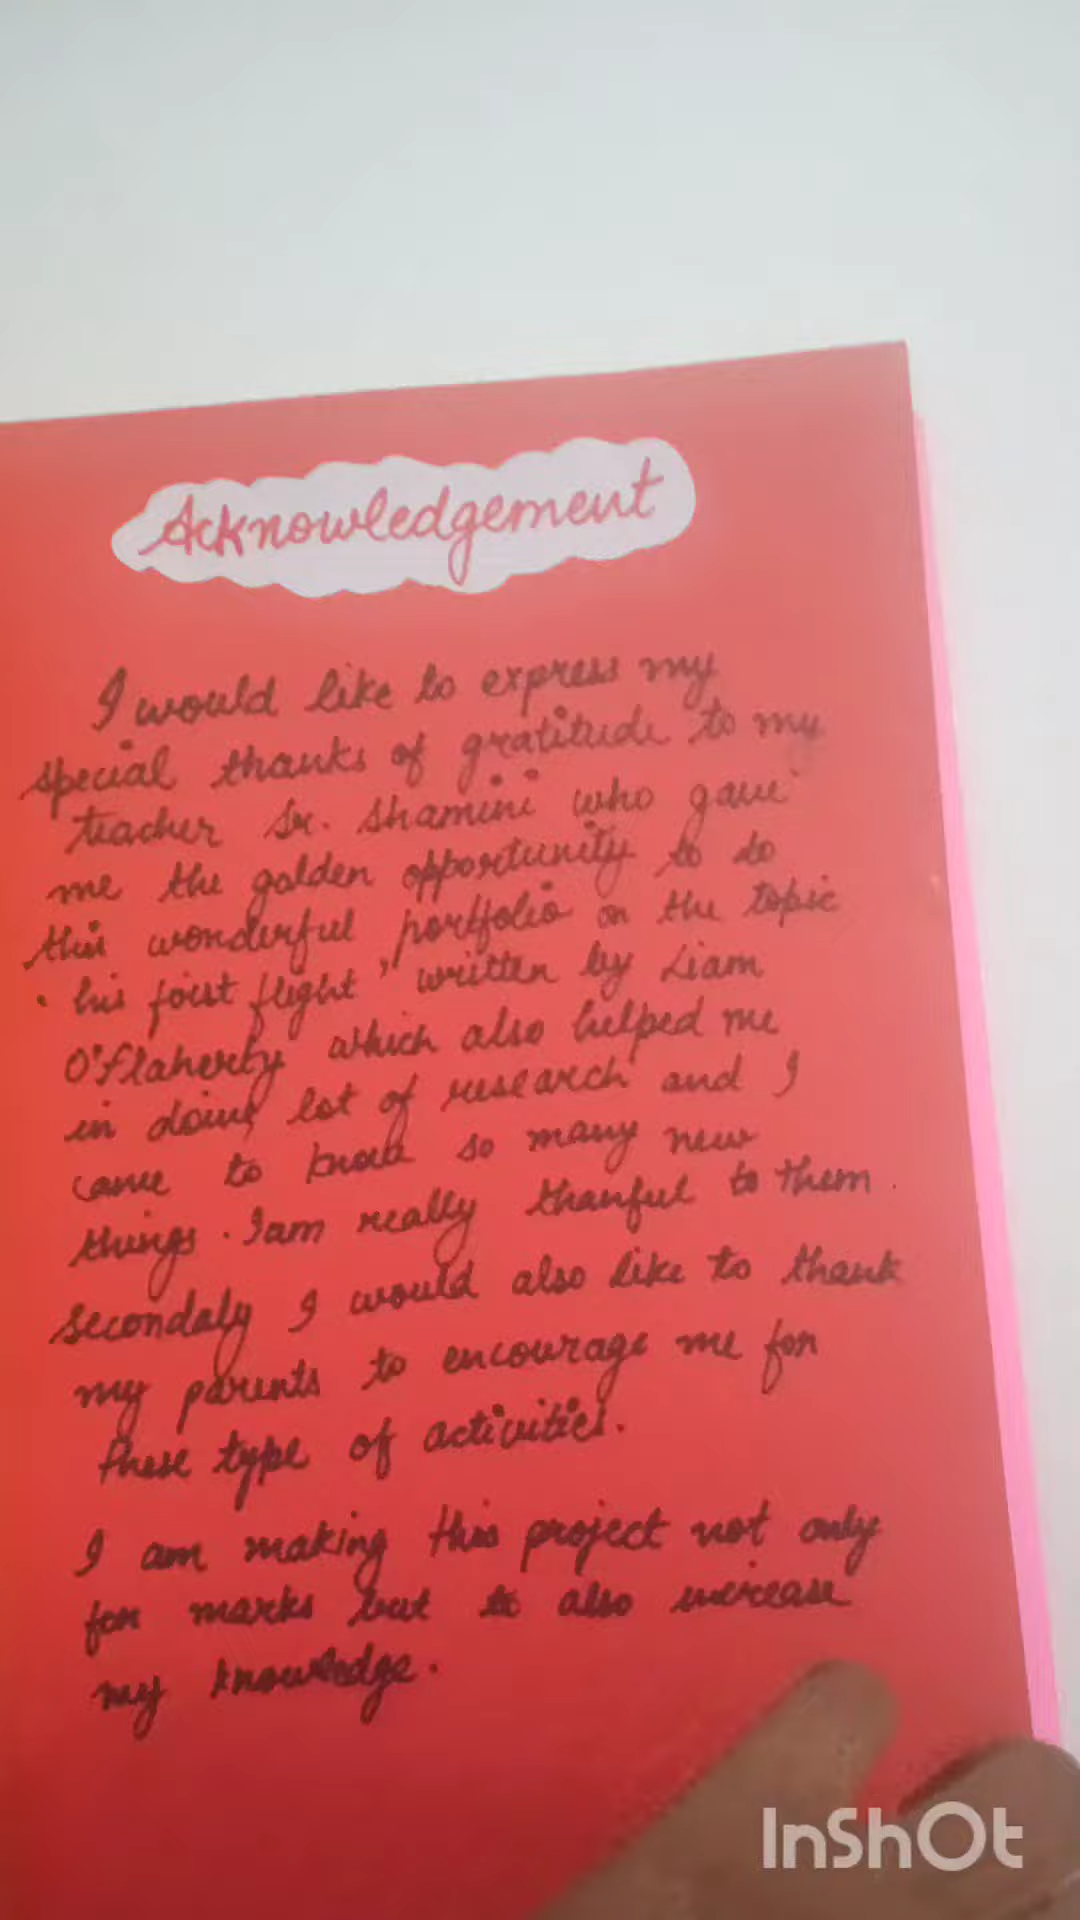 Acknowledgement
I would like to express my
special thanks of gratitude to my
teacher Sr. Shamini who gave
me the golden opportunity to do
this wonderful portfolio on the topic
'his foist flight' written by Liam
O'Flaherty which also helped me
in doing lot of research and I
came to know so many new
things. I am really thanful to them.
Secondaly I would also like to thank
my parents to encourage me for
these type of activities.
I am making this project not only
for marks but to also increase
my knowledge.
InShOt